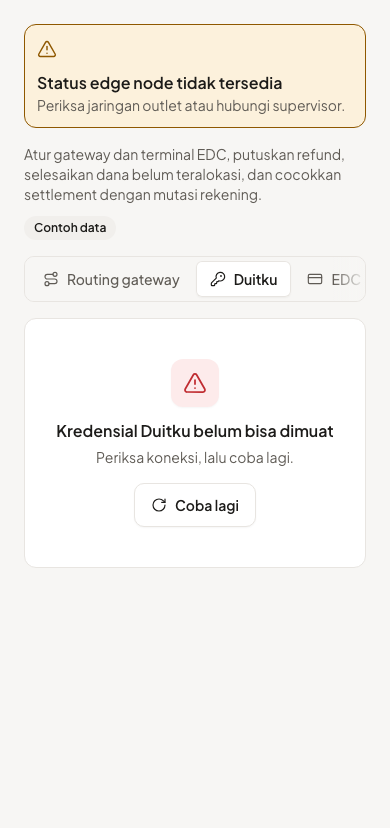 Status edge node tidak tersedia
Periksa jaringan outlet atau hubungi supervisor.
Atur gateway dan terminal EDC, putuskan refund,
selesaikan dana belum teralokasi, dan cocokkan
settlement dengan mutasi rekening.
Contoh data
Routing gateway
Duitku
EDC
Kredensial Duitku belum bisa dimuat
Periksa koneksi, lalu coba lagi.
Coba lagi